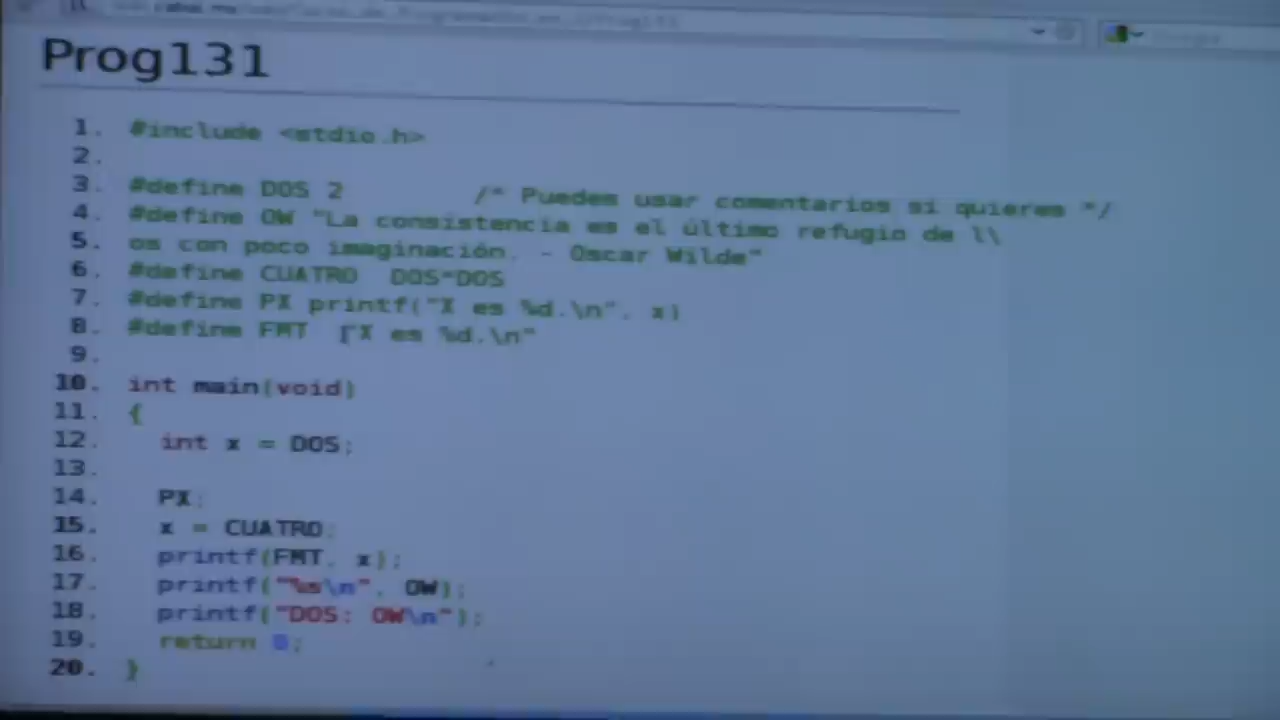 Prog131
1. #include <stdio.h>
2.
3. #define DOS 2 /* Puedes usar comentarios si quieres */
4. #define OW "La consistencia es el último refugio de l\
5. os con poco imaginación. - Oscar Wilde"
6. #define CUATRO DOS*DOS
7. #define PX printf("X es %d.\n", x)
8. #define FMT "X es %d.\n"
9.
10. int main(void)
11. {
12. int x = DOS;
13.
14. PX;
15. x = CUATRO;
16. printf(FMT, x);
17. printf("%s\n", OW);
18. printf("DOS: OW\n");
19. return 0;
20. }